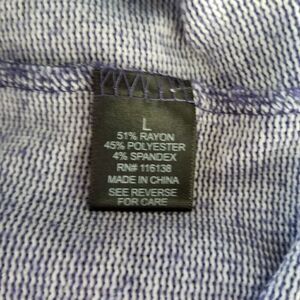 L
51% RAYON
45% POLYESTER
4% SPANDEX
RN# 116138
MADE IN CHINA
SEE REVERSE
FOR CARE